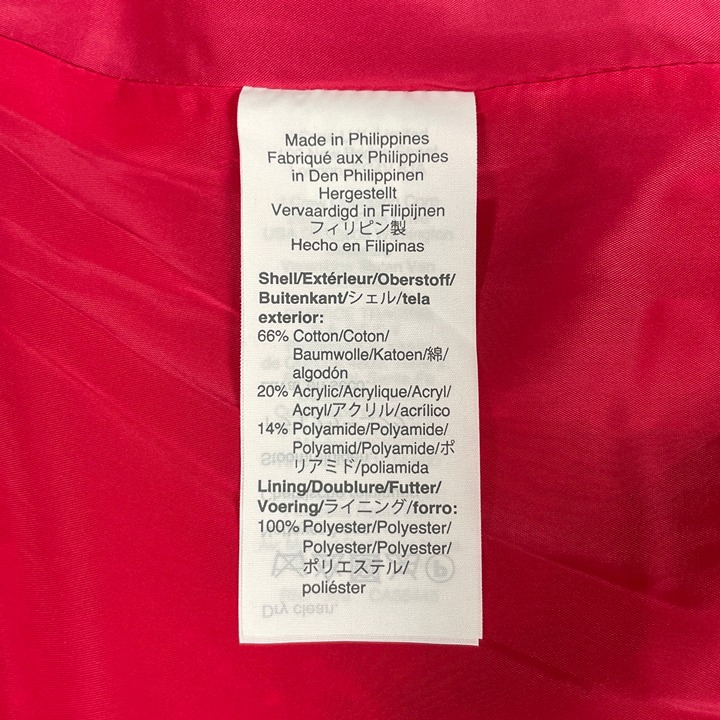 Made in Philippines
Fabriqué aux Philippines
in Den Philippinen
Hergestellt
Vervaardigd in Filipijnen
フィリピン製
Hecho en Filipinas
Shell/Extérieur/Oberstoff/
Buitenkant/シェル/tela
exterior:
66% Cotton/Coton/
Baumwolle/Katoen/綿/
algodón
20% Acrylic/Acrylique/Acryl/
Acryl/アクリル/acrílico
14% Polyamide/Polyamide/
Polyamid/Polyamide/ポ
リアミド/poliamida
Lining/Doublure/Futter/
Voering/ライニング/forro:
100% Polyester/Polyester/
Polyester/Polyester/
ポリエステル/
poliéster
Dry clean.